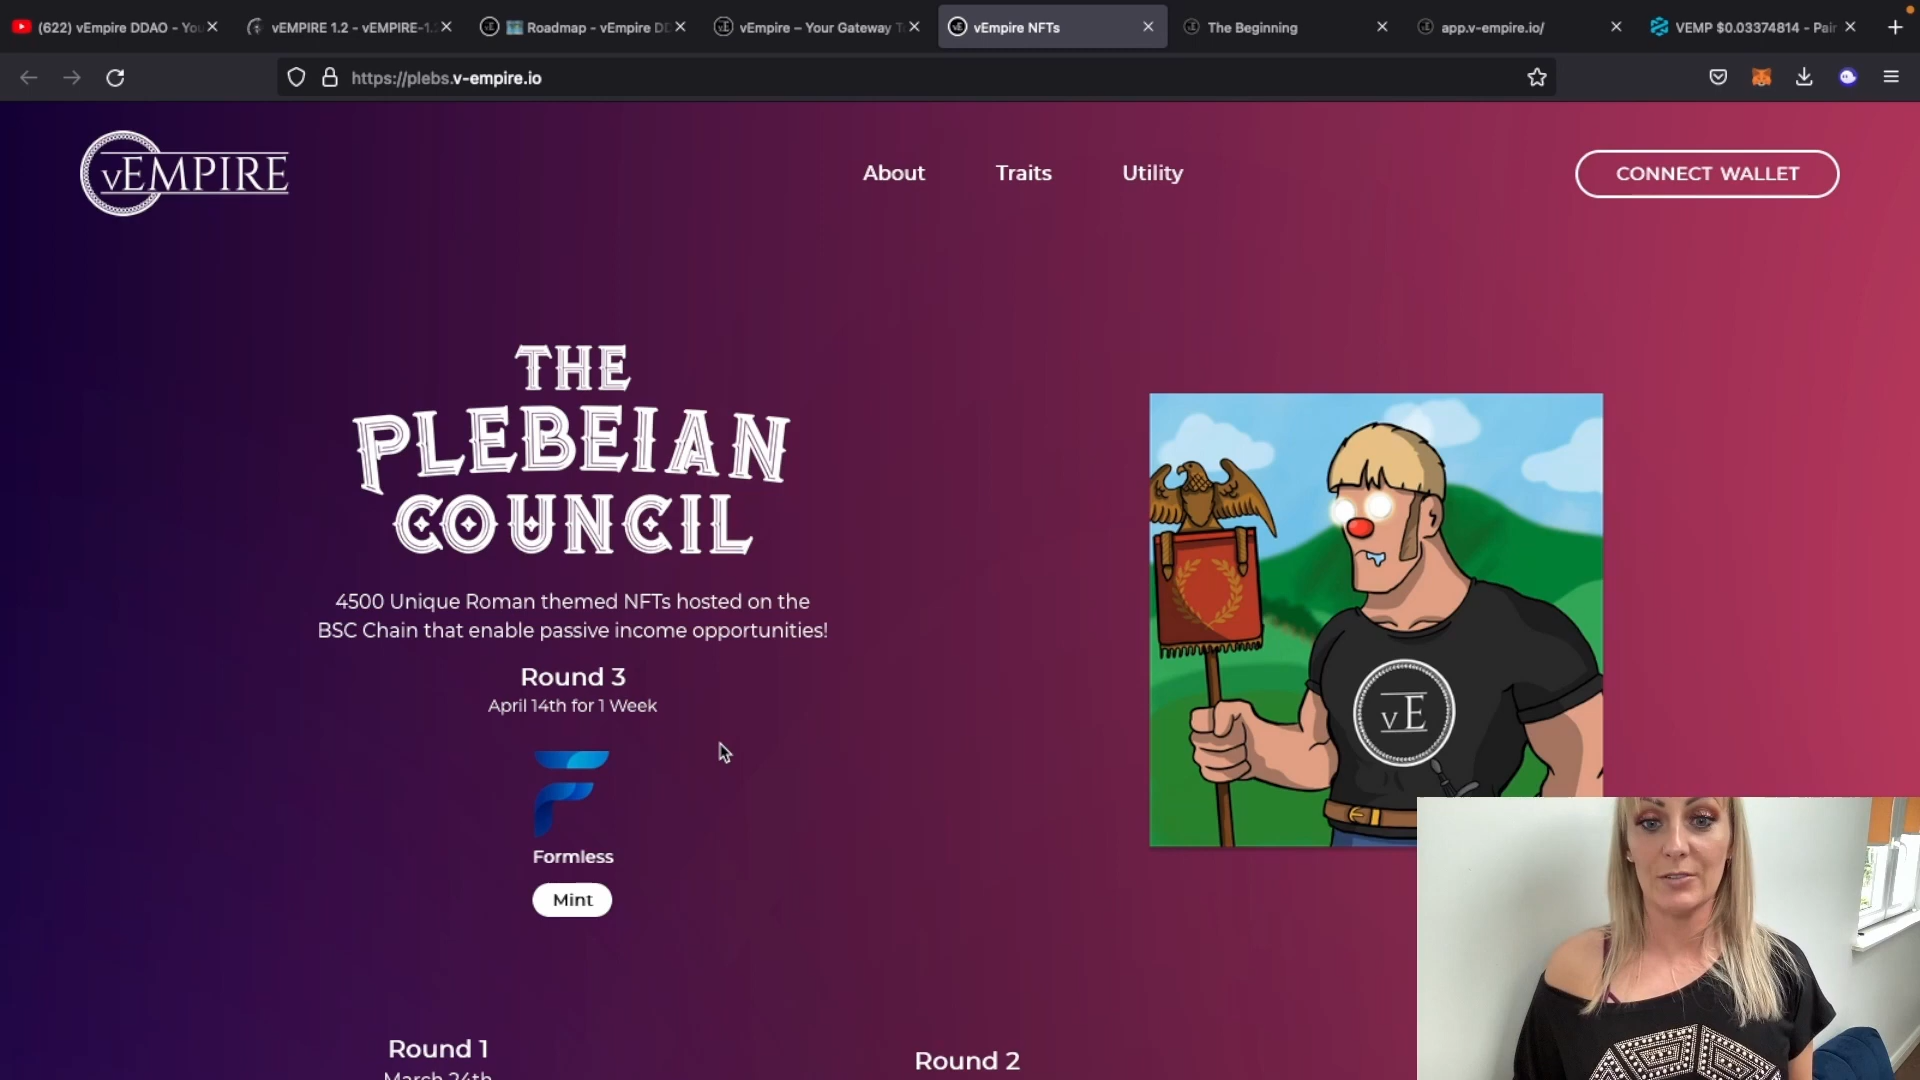 (622) vEmpire DDAO - You
vEMPIRE 1.2 - vEMPIRE-1.
Roadmap - vEmpire DD
vEmpire – Your Gateway T
vEmpire NFTs
The Beginning
app.v-empire.io/
VEMP $0.03374814 - Pair
https://plebs.v-empire.io
vEMPIRE
About
Traits
Utility
CONNECT WALLET
THE
PLEBEIAN
COUNCIL
4500 Unique Roman themed NFTs hosted on the
BSC Chain that enable passive income opportunities!
Round 3
April 14th for 1 Week
Formless
Mint
vE
Round 1
March 24th
Round 2